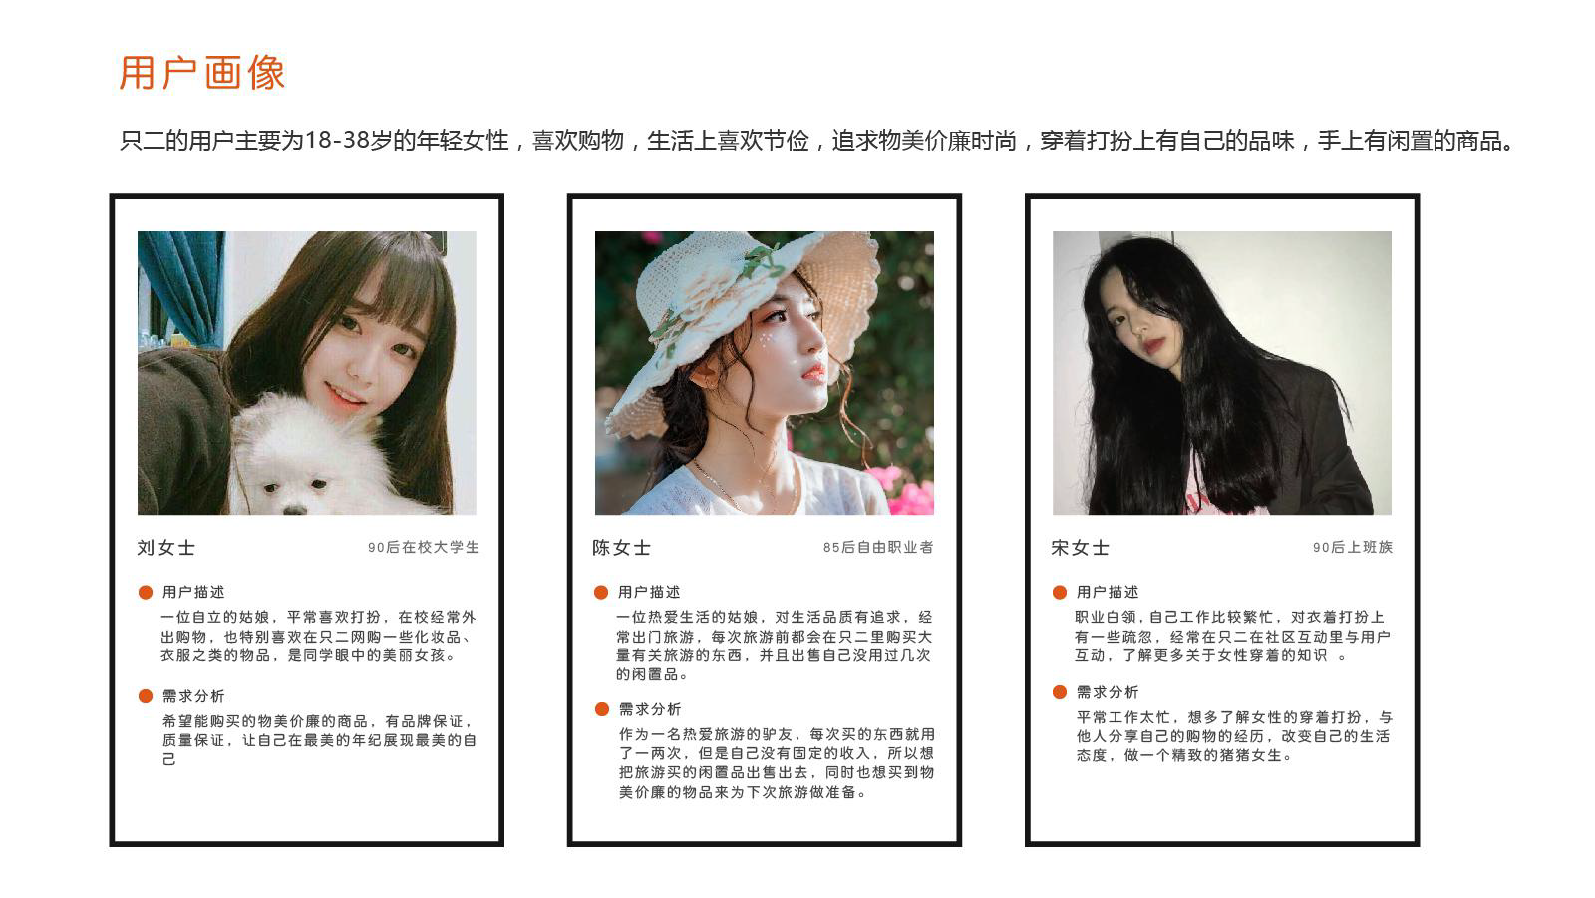 用户画像
只二的用户主要为18-38岁的年轻女性，喜欢购物，生活上喜欢节俭，追求物美价廉时尚，穿着打扮上有自己的品味，手上有闲置的商品。
刘女士 90后在校大学生
用户描述
一位自立的姑娘，平常喜欢打扮，在校经常外
出购物，也特别喜欢在只二网购一些化妆品、
衣服之类的物品，是同学眼中的美丽女孩。
需求分析
希望能购买的物美价廉的商品，有品牌保证，
质量保证，让自己在最美的年纪展现最美的自
己
陈女士 85后自由职业者
用户描述
一位热爱生活的姑娘，对生活品质有追求，经
常出门旅游，每次旅游前都会在只二里购买大
量有关旅游的东西，并且出售自己没用过几次
的闲置品。
需求分析
作为一名热爱旅游的驴友．每次买的东西就用
了一两次，但是自己没有固定的收入，所以想
把旅游买的闲置品出售出去，同时也想买到物
美价廉的物品来为下次旅游做准备。
宋女士 90后上班族
用户描述
职业白领，自己工作比较繁忙，对衣着打扮上
有一些疏忽，经常在只二在社区互动里与用户
互动，了解更多关于女性穿着的知识 。
需求分析
平常工作太忙，想多了解女性的穿着打扮，与
他人分享自己的购物的经历，改变自己的生活
态度，做一个精致的猪猪女生。